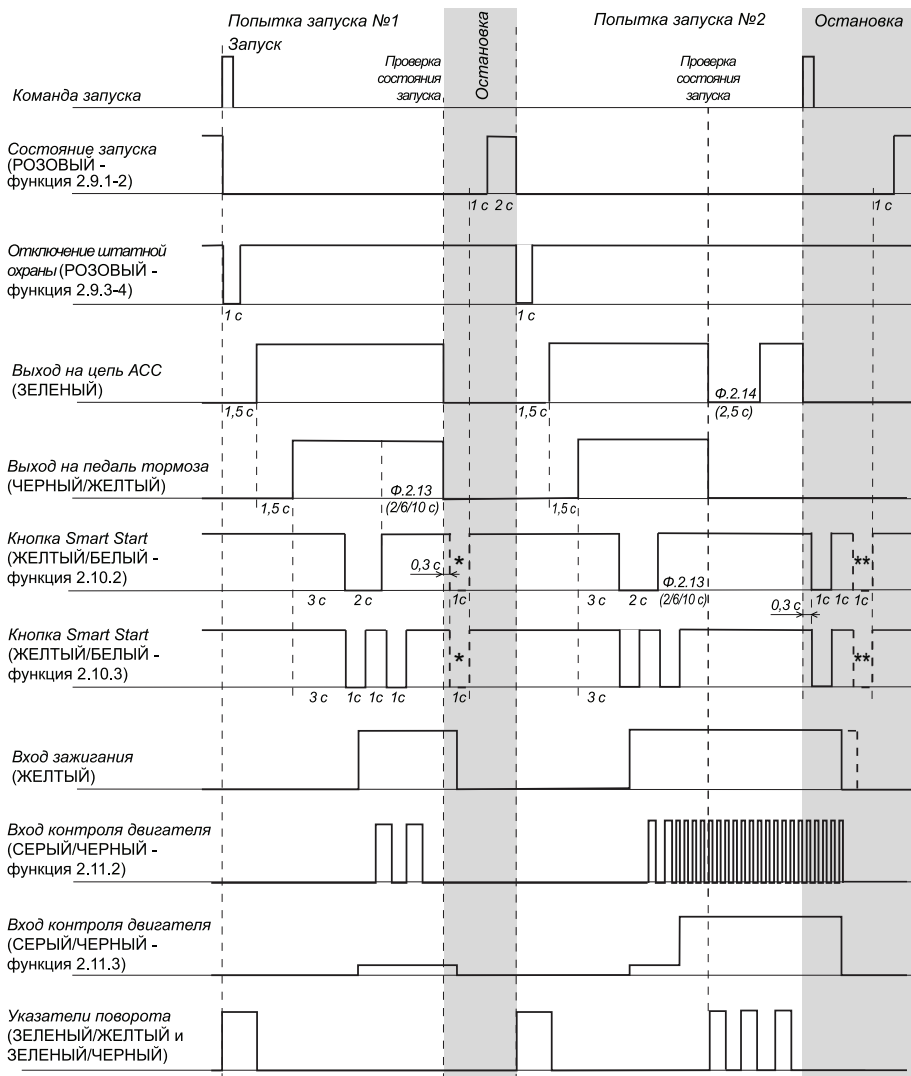 Попытка запуска №1
Попытка запуска №2
Остановка
Запуск
Проверка
состояния
запуска
Остановка
Проверка
состояния
запуска
Команда запуска
Состояние запуска
(РОЗОВЫЙ -
функция 2.9.1-2)
1 с 2 с
1 с
Отключение штатной
охраны (РОЗОВЫЙ -
функция 2.9.3-4)
1 с
1 с
Выход на цепь АСС
(ЗЕЛЕНЫЙ)
1,5 с
1,5 с
Ф.2.14
(2,5 с)
Выход на педаль тормоза
(ЧЕРНЫЙ/ЖЕЛТЫЙ)
1,5 с
Ф.2.13
(2/6/10 с)
1,5 с
Кнопка Smart Start
(ЖЕЛТЫЙ/БЕЛЫЙ -
функция 2.10.2)
3 с 2 с
0,3 с
*
1с
3 с 2 с
Ф.2.13
(2/6/10 с)
0,3 с
**
1с 1с 1с
Кнопка Smart Start
(ЖЕЛТЫЙ/БЕЛЫЙ -
функция 2.10.3)
3 с 1с 1с 1с
*
1с
3 с
**
Вход зажигания
(ЖЕЛТЫЙ)
Вход контроля двигателя
(СЕРЫЙ/ЧЕРНЫЙ -
функция 2.11.2)
Вход контроля двигателя
(СЕРЫЙ/ЧЕРНЫЙ -
функция 2.11.3)
Указатели поворота
(ЗЕЛЕНЫЙ/ЖЕЛТЫЙ и
ЗЕЛЕНЫЙ/ЧЕРНЫЙ)